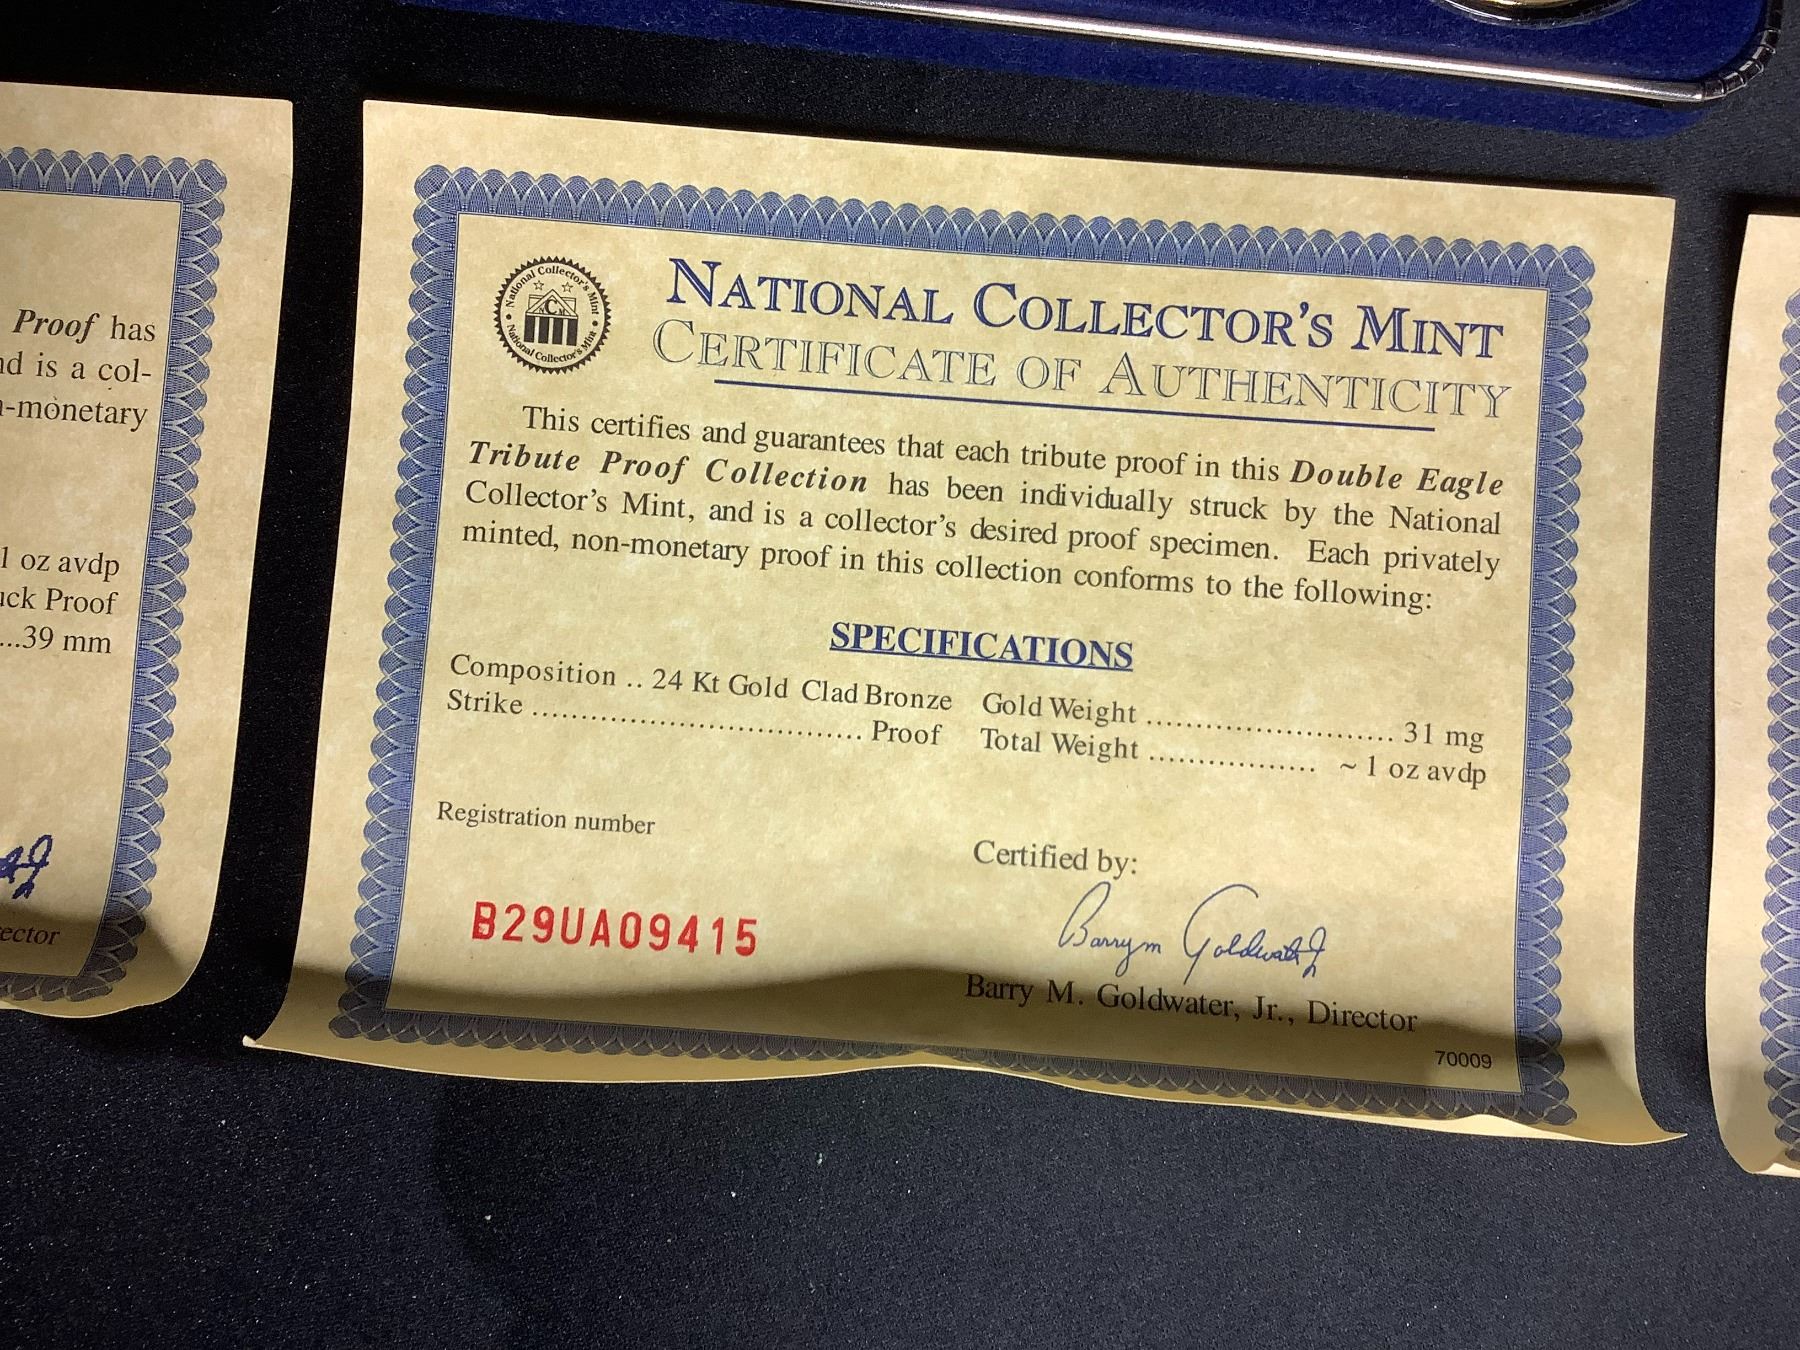 Proof has
nd is a col-
-monetary
1 oz avdp
uck Proof
...39 mm
ector
National Collector's Mint
National Collector's Mint
NATIONAL COLLECTOR'S MINT
CERTIFICATE OF AUTHENTICITY
This certifies and guarantees that each tribute proof in this Double Eagle
Tribute Proof Collection has been individually struck by the National
Collector's Mint, and is a collector's desired proof specimen. Each privately
minted, non-monetary proof in this collection conforms to the following:
SPECIFICATIONS
Composition .. 24 Kt Gold Clad Bronze Gold Weight ................................ 31 mg
Strike ................................. Proof Total Weight ................. ~ 1 oz avdp
Registration number
Certified by:
B29UA09415
Barry M Goldwater Jr
Barry M. Goldwater, Jr., Director
70009